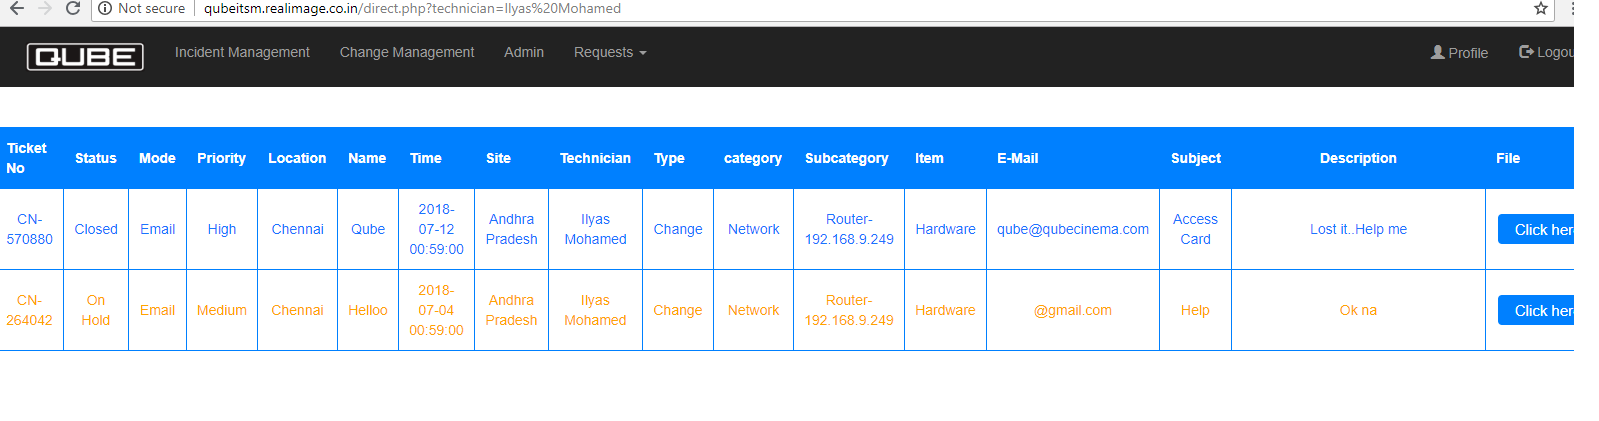 Not secure qubeitsm.realimage.co.in/direct.php?technician=Ilyas%20Mohamed
QUBE Incident Management Change Management Admin Requests Profile Logou
Ticket No Status Mode Priority Location Name Time Site Technician Type category Subcategory Item E-Mail Subject Description File
CN-570880 Closed Email High Chennai Qube 2018-07-12 00:59:00 Andhra Pradesh Ilyas Mohamed Change Network Router-192.168.9.249 Hardware qube@qubecinema.com Access Card Lost it..Help me Click her
CN-264042 On Hold Email Medium Chennai Helloo 2018-07-04 00:59:00 Andhra Pradesh Ilyas Mohamed Change Network Router-192.168.9.249 Hardware @gmail.com Help Ok na Click her